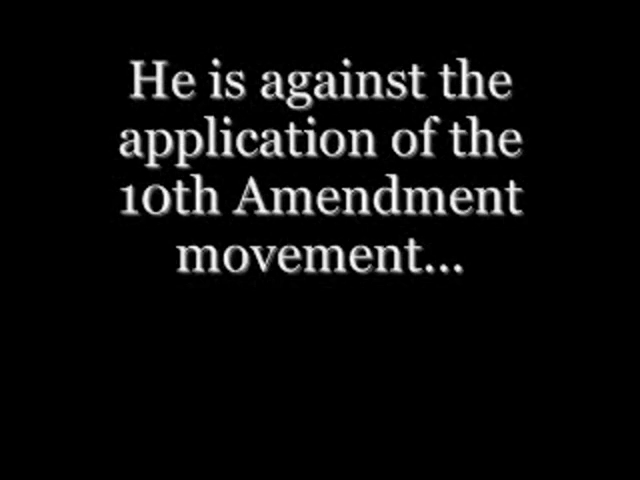 He is against the
application of the
10th Amendment
movement...